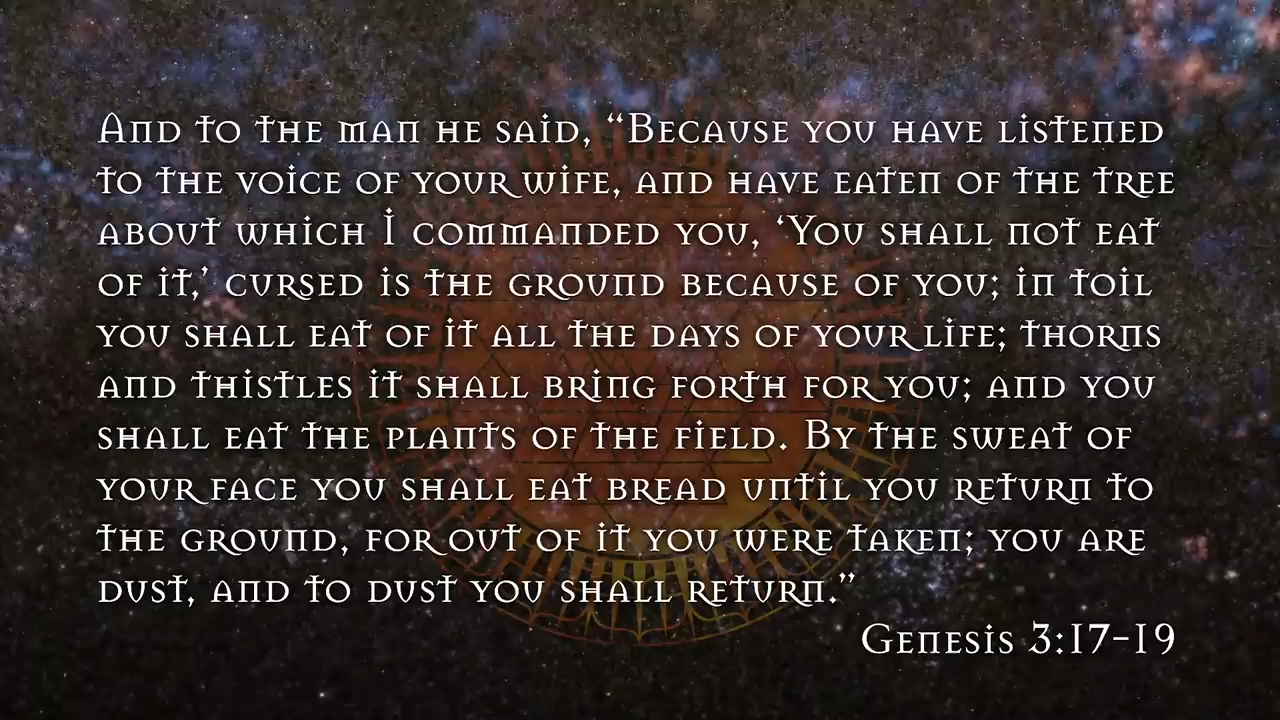 And to the man he said, “Because you have listened
to the voice of your wife, and have eaten of the tree
about which I commanded you, ‘You shall not eat
of it,’ cursed is the ground because of you; in toil
you shall eat of it all the days of your life; thorns
and thistles it shall bring forth for you; and you
shall eat the plants of the field. By the sweat of
your face you shall eat bread until you return to
the ground, for out of it you were taken; you are
dust, and to dust you shall return.”
Genesis 3:17-19